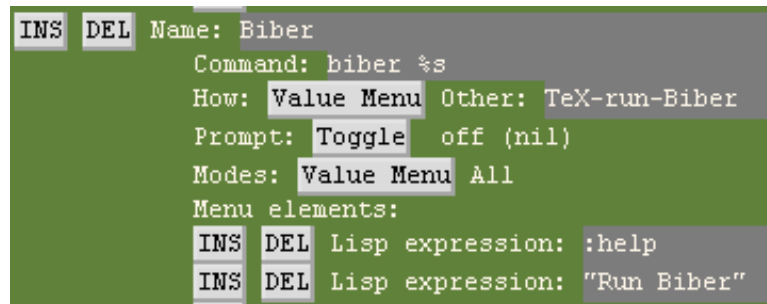 INS DEL Name: Biber
Command: biber %s
How: Value Menu Other: TeX-run-Biber
Prompt: Toggle off (nil)
Modes: Value Menu All
Menu elements:
INS DEL Lisp expression: :help
INS DEL Lisp expression: "Run Biber"